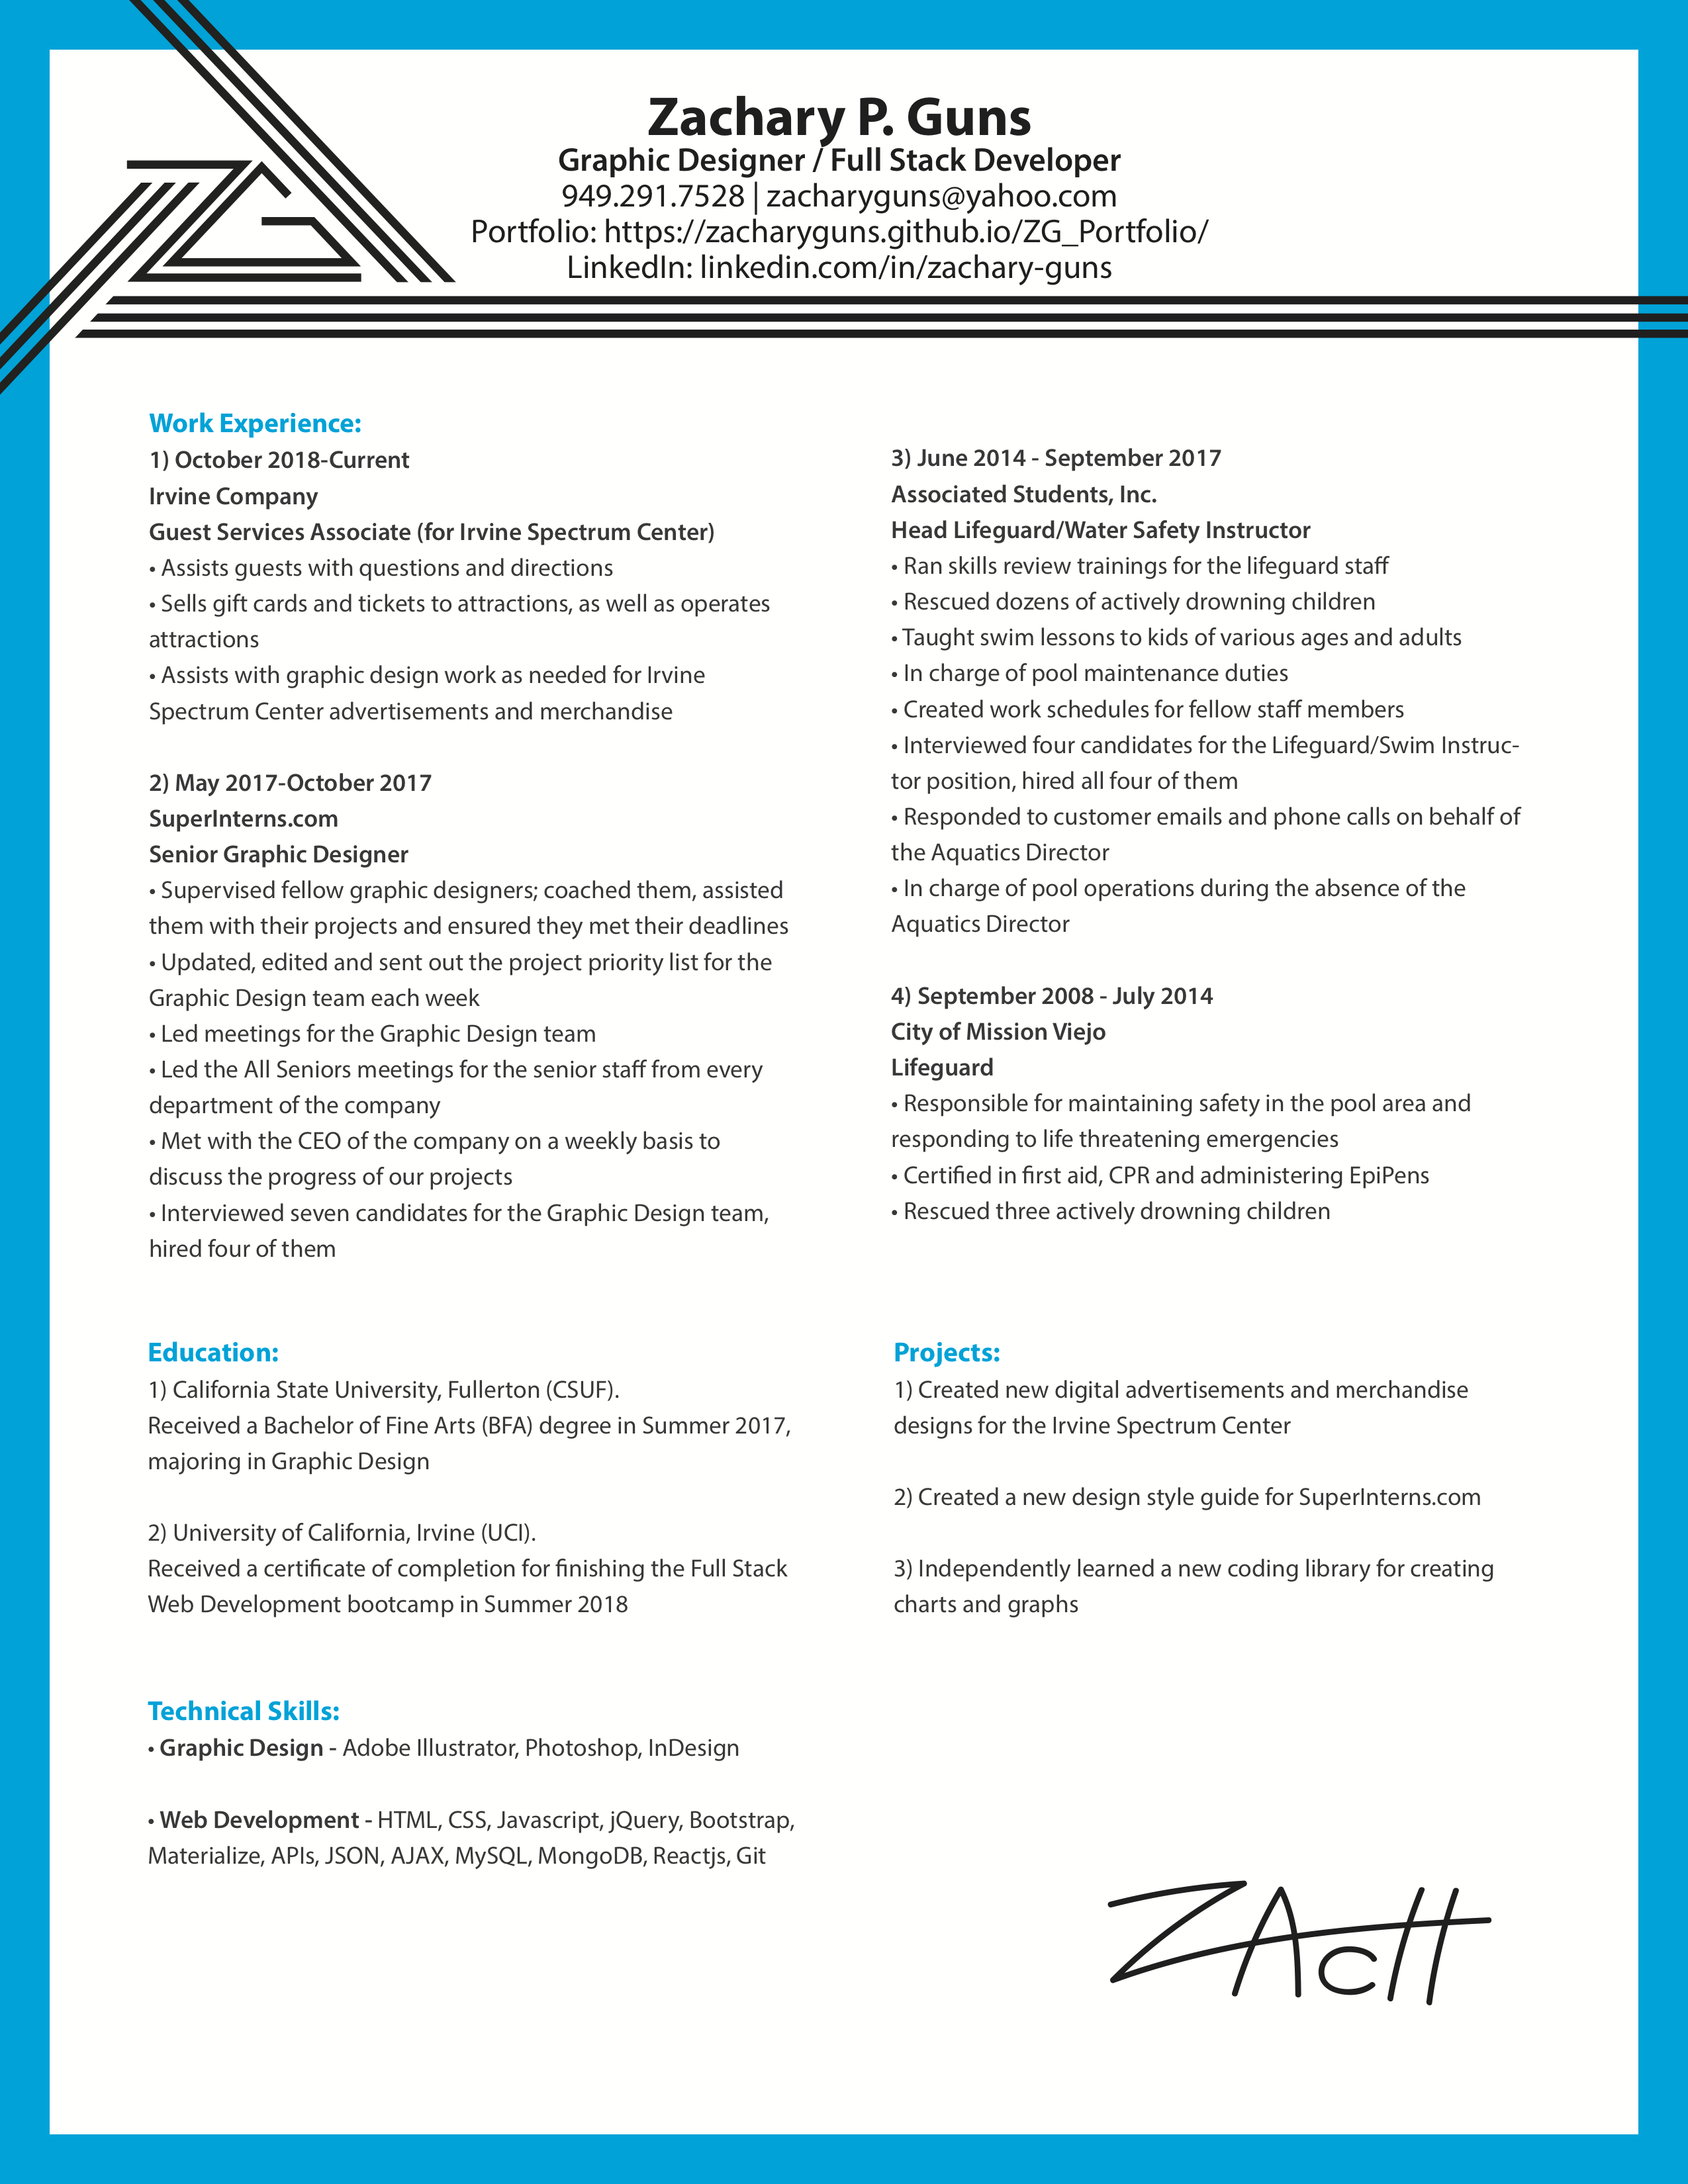 Zachary P. Guns
Graphic Designer / Full Stack Developer
949.291.7528 | zacharyguns@yahoo.com
Portfolio: https://zacharyguns.github.io/ZG_Portfolio/
LinkedIn: linkedin.com/in/zachary-guns
ZG
Work Experience:
1) October 2018-Current
Irvine Company
Guest Services Associate (for Irvine Spectrum Center)
• Assists guests with questions and directions
• Sells gift cards and tickets to attractions, as well as operates
attractions
• Assists with graphic design work as needed for Irvine
Spectrum Center advertisements and merchandise
2) May 2017-October 2017
SuperInterns.com
Senior Graphic Designer
• Supervised fellow graphic designers; coached them, assisted
them with their projects and ensured they met their deadlines
• Updated, edited and sent out the project priority list for the
Graphic Design team each week
• Led meetings for the Graphic Design team
• Led the All Seniors meetings for the senior staff from every
department of the company
• Met with the CEO of the company on a weekly basis to
discuss the progress of our projects
• Interviewed seven candidates for the Graphic Design team,
hired four of them
3) June 2014 - September 2017
Associated Students, Inc.
Head Lifeguard/Water Safety Instructor
• Ran skills review trainings for the lifeguard staff
• Rescued dozens of actively drowning children
• Taught swim lessons to kids of various ages and adults
• In charge of pool maintenance duties
• Created work schedules for fellow staff members
• Interviewed four candidates for the Lifeguard/Swim Instruc-
tor position, hired all four of them
• Responded to customer emails and phone calls on behalf of
the Aquatics Director
• In charge of pool operations during the absence of the
Aquatics Director
4) September 2008 - July 2014
City of Mission Viejo
Lifeguard
• Responsible for maintaining safety in the pool area and
responding to life threatening emergencies
• Certified in first aid, CPR and administering EpiPens
• Rescued three actively drowning children
Education:
1) California State University, Fullerton (CSUF).
Received a Bachelor of Fine Arts (BFA) degree in Summer 2017,
majoring in Graphic Design
2) University of California, Irvine (UCI).
Received a certificate of completion for finishing the Full Stack
Web Development bootcamp in Summer 2018
Projects:
1) Created new digital advertisements and merchandise
designs for the Irvine Spectrum Center
2) Created a new design style guide for SuperInterns.com
3) Independently learned a new coding library for creating
charts and graphs
Technical Skills:
• Graphic Design - Adobe Illustrator, Photoshop, InDesign
• Web Development - HTML, CSS, Javascript, jQuery, Bootstrap,
Materialize, APIs, JSON, AJAX, MySQL, MongoDB, Reactjs, Git
ZAcH